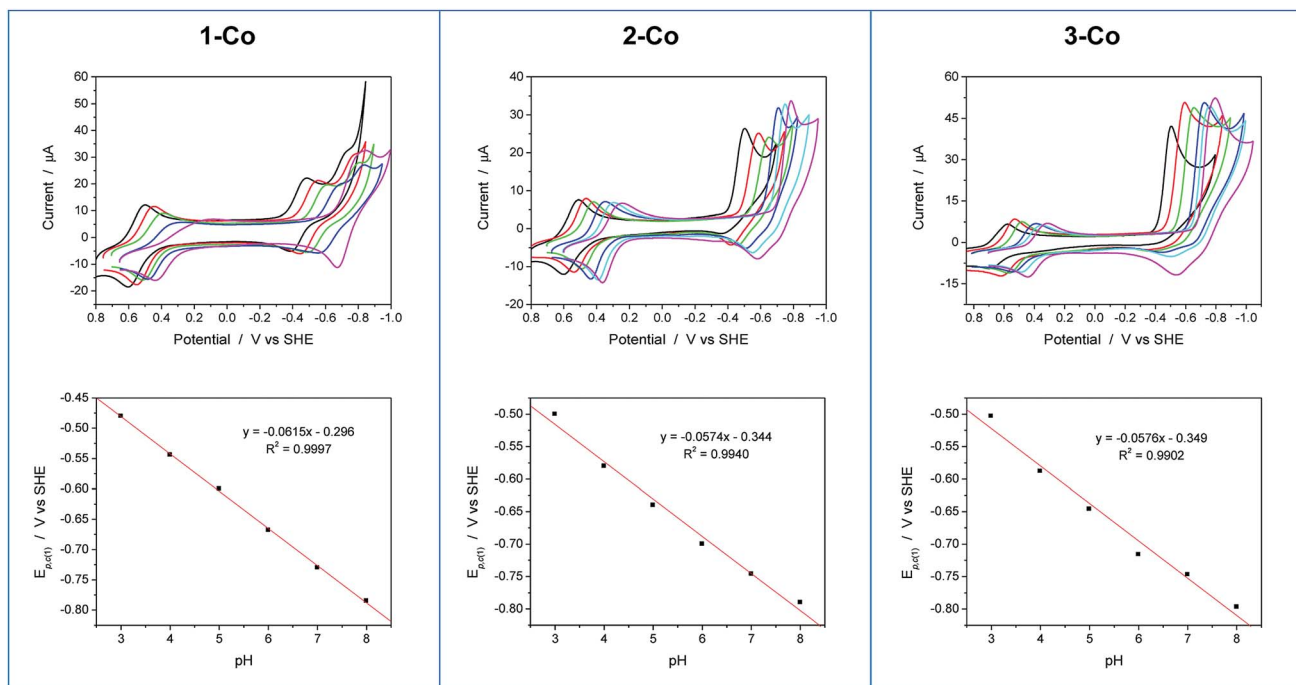 1-Co
2-Co
3-Co
60
50
40
30
20
10
0
-10
-20
Current / µA
0.8 0.6 0.4 0.2 0.0 -0.2 -0.4 -0.6 -0.8 -1.0
Potential / V vs SHE
40
30
20
10
0
-10
-20
Current / µA
0.8 0.6 0.4 0.2 0.0 -0.2 -0.4 -0.6 -0.8 -1.0
Potential / V vs SHE
60
45
30
15
0
-15
Current / µA
0.8 0.6 0.4 0.2 0.0 -0.2 -0.4 -0.6 -0.8 -1.0
Potential / V vs SHE
-0.45
-0.50
-0.55
-0.60
-0.65
-0.70
-0.75
-0.80
E p,c(1) / V vs SHE
y = -0.0615x - 0.296
R² = 0.9997
3 4 5 6 7 8
pH
-0.50
-0.55
-0.60
-0.65
-0.70
-0.75
-0.80
E p,c(1) / V vs SHE
y = -0.0574x - 0.344
R² = 0.9940
3 4 5 6 7 8
pH
-0.50
-0.55
-0.60
-0.65
-0.70
-0.75
-0.80
E p,c(1) / V vs SHE
y = -0.0576x - 0.349
R² = 0.9902
3 4 5 6 7 8
pH